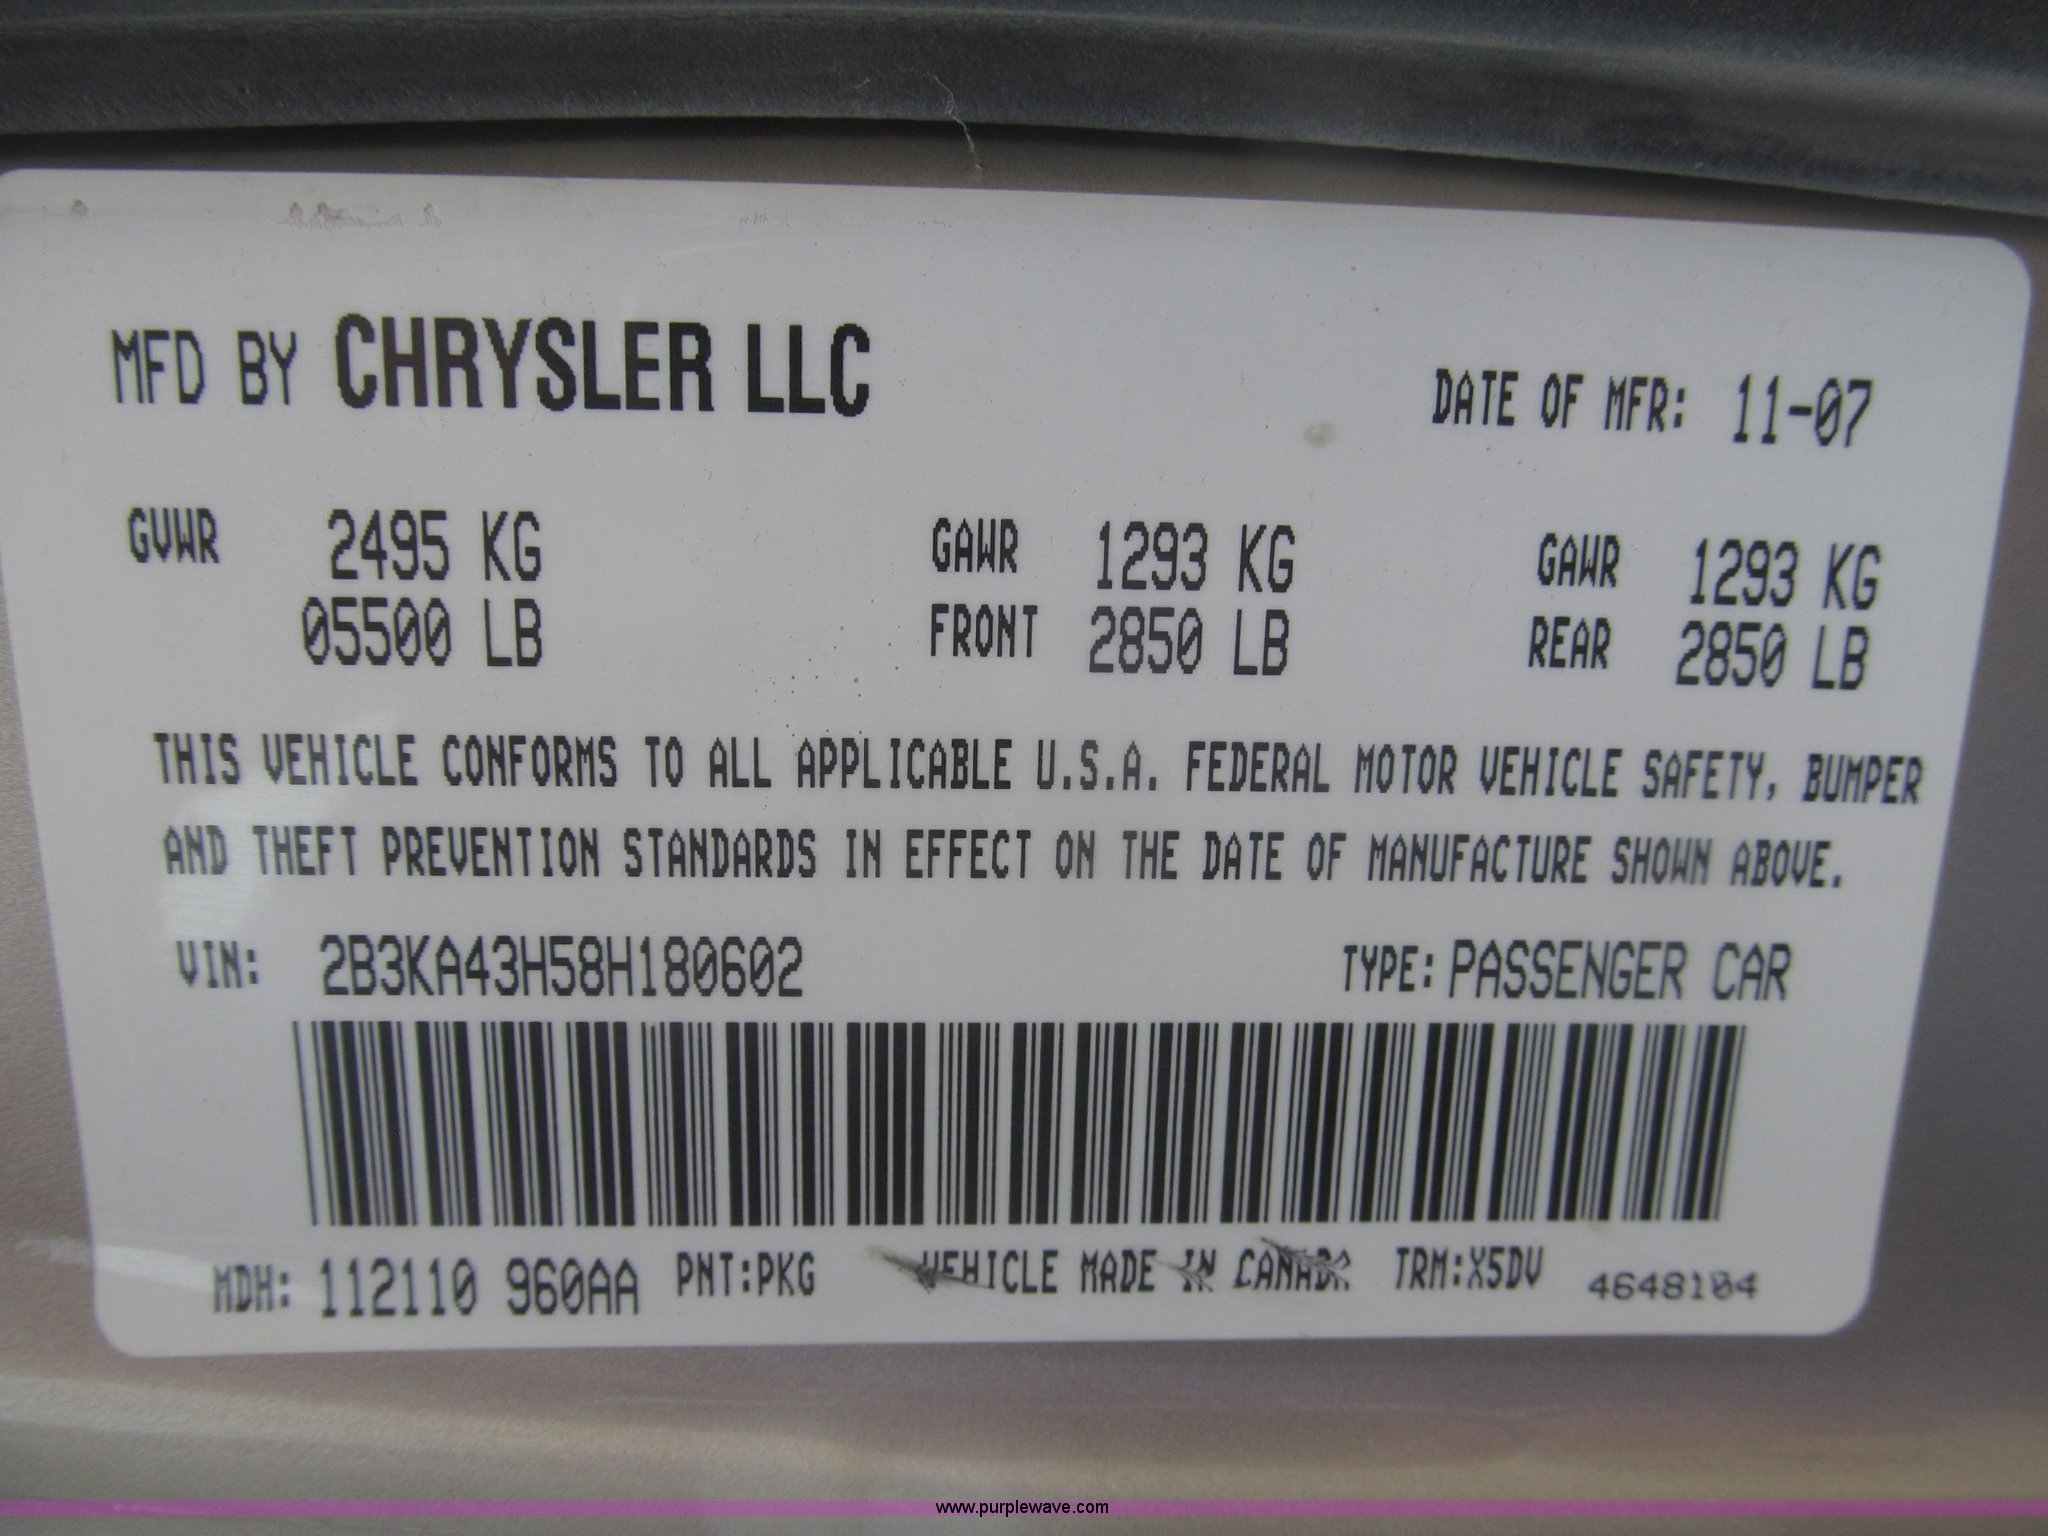 MFD BY CHRYSLER LLC DATE OF MFR: 11-07
GVWR 2495 KG GAWR 1293 KG GAWR 1293 KG
05500 LB FRONT 2850 LB REAR 2850 LB
THIS VEHICLE CONFORMS TO ALL APPLICABLE U.S.A. FEDERAL MOTOR VEHICLE SAFETY, BUMPER
AND THEFT PREVENTION STANDARDS IN EFFECT ON THE DATE OF MANUFACTURE SHOWN ABOVE.
VIN: 2B3KA43H58H180602 TYPE: PASSENGER CAR
MDH: 112110 960AA PNT:PKG VEHICLE MADE IN CANADA TRM:X5DV 4648104
www.purplewave.com